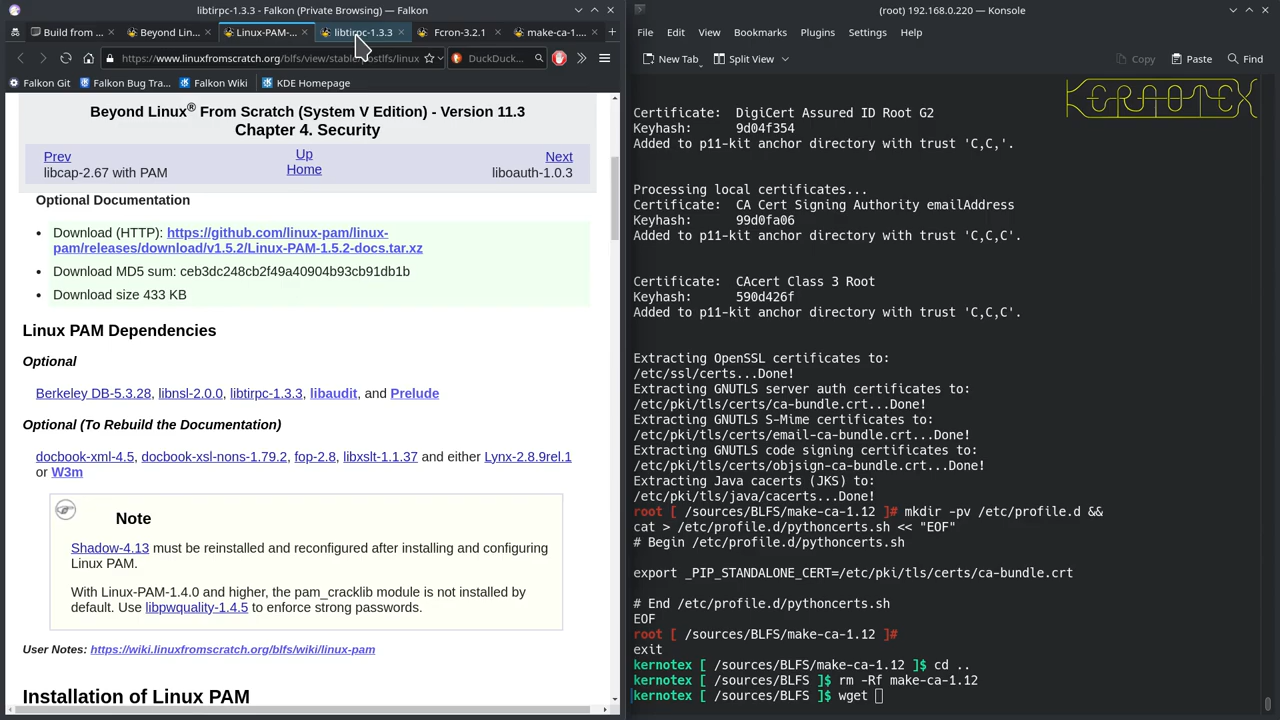 libtirpc-1.3.3 - Falkon (Private Browsing) — Falkon
Build from ...
Beyond Lin...
Linux-PAM-...
libtirpc-1.3.3
Fcron-3.2.1
make-ca-1....
https://www.linuxfromscratch.org/blfs/view/stable/postlfs/linux
DuckDuck...
Falkon Git
Falkon Bug Tra...
Falkon Wiki
KDE Homepage
Beyond Linux® From Scratch (System V Edition) - Version 11.3
Chapter 4. Security
Prev
Up
Next
libcap-2.67 with PAM
Home
liboauth-1.0.3
Optional Documentation
Download (HTTP): https://github.com/linux-
pam/releases/download/v1.5.2/Linux-PAM-1.5.2-docs.tar.xz
Download MD5 sum: ceb3dc248cb2f49a40904b93cb91db1b
Download size 433 KB
Linux PAM Dependencies
Optional
Berkeley DB-5.3.28, libnsl-2.0.0, libtirpc-1.3.3, libaudit, and Prelude
Optional (To Rebuild the Documentation)
docbook-xml-4.5, docbook-xsl-nons-1.79.2, fop-2.8, libxslt-1.1.37 and either Lynx-2.8.9rel.1
or W3m
Note
Shadow-4.13 must be reinstalled and reconfigured after installing and configuring
Linux PAM.
With Linux-PAM-1.4.0 and higher, the pam_cracklib module is not installed by
default. Use libpwquality-1.4.5 to enforce strong passwords.
User Notes: https://wiki.linuxfromscratch.org/blfs/wiki/linux-pam
Installation of Linux PAM
(root) 192.168.0.220 — Konsole
File Edit View Bookmarks Plugins Settings Help
New Tab
Split View
Copy
Paste
Find
KERNOTEX
Certificate: DigiCert Assured ID Root G2
Keyhash: 9d04f354
Added to p11-kit anchor directory with trust 'C,C,'.
Processing local certificates...
Certificate: CA Cert Signing Authority emailAddress
Keyhash: 99d0fa06
Added to p11-kit anchor directory with trust 'C,C,C'.
Certificate: CAcert Class 3 Root
Keyhash: 590d426f
Added to p11-kit anchor directory with trust 'C,C,C'.
Extracting OpenSSL certificates to:
/etc/ssl/certs...Done!
Extracting GNUTLS server auth certificates to:
/etc/pki/tls/certs/ca-bundle.crt...Done!
Extracting GNUTLS S-Mime certificates to:
/etc/pki/tls/certs/email-ca-bundle.crt...Done!
Extracting GNUTLS code signing certificates to:
/etc/pki/tls/certs/objsign-ca-bundle.crt...Done!
Extracting Java cacerts (JKS) to:
/etc/pki/tls/java/cacerts...Done!
root [ /sources/BLFS/make-ca-1.12 ]# mkdir -pv /etc/profile.d &&
cat > /etc/profile.d/pythoncerts.sh << "EOF"
# Begin /etc/profile.d/pythoncerts.sh
export _PIP_STANDALONE_CERT=/etc/pki/tls/certs/ca-bundle.crt
# End /etc/profile.d/pythoncerts.sh
EOF
root [ /sources/BLFS/make-ca-1.12 ]#
exit
kernotex [ /sources/BLFS/make-ca-1.12 ]$ cd ..
kernotex [ /sources/BLFS ]$ rm -Rf make-ca-1.12
kernotex [ /sources/BLFS ]$ wget